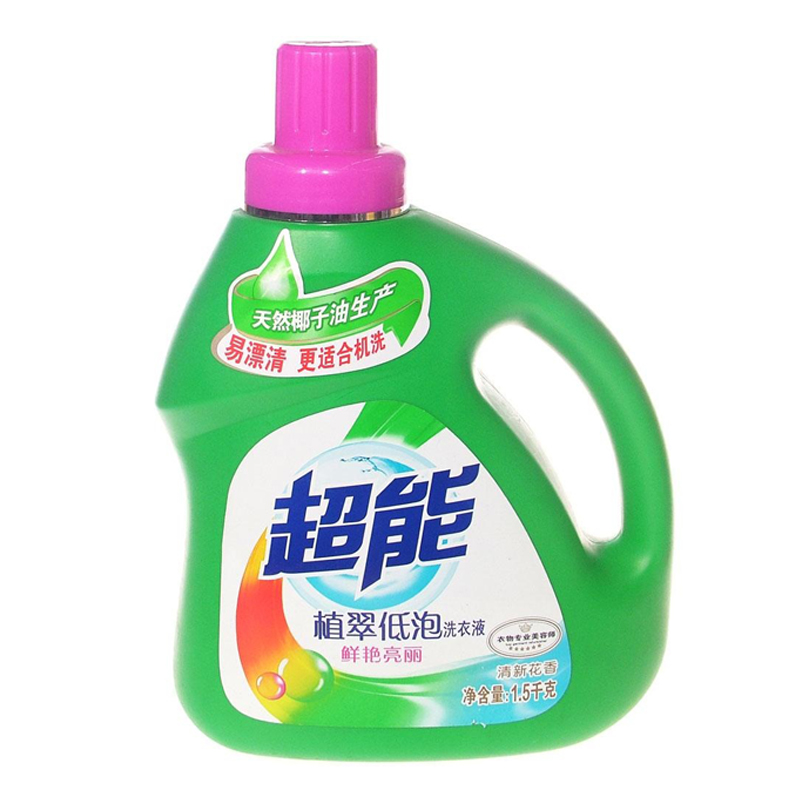 天然椰子油生产
易漂清 更适合机洗
超能
植翠低泡洗衣液
鲜艳亮丽
衣物专业美容师
清新花香
净含量:1.5千克